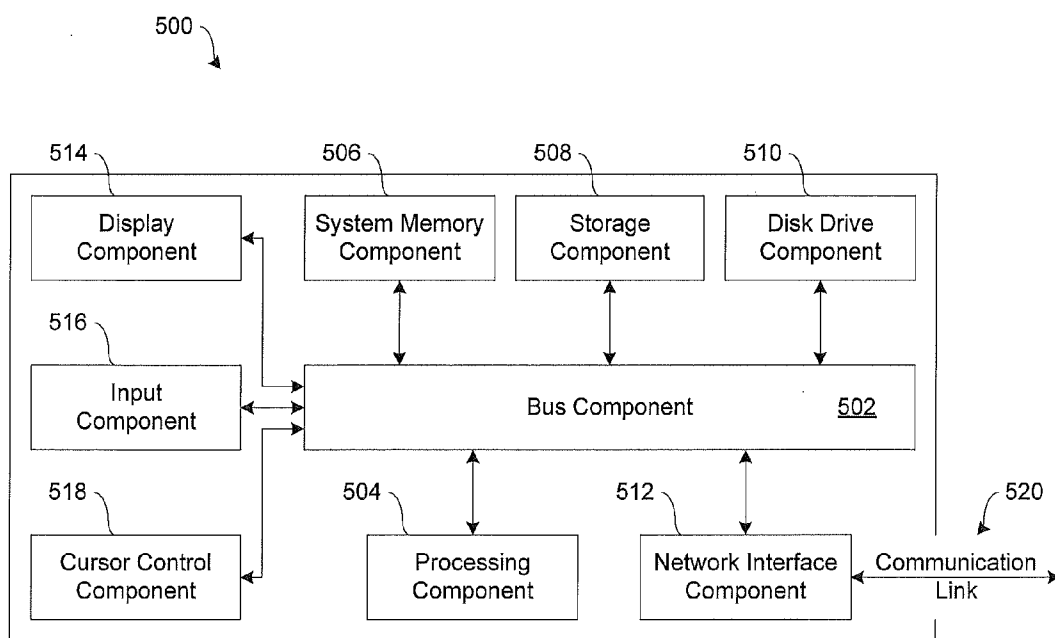 500
514
506
508
510
Display
Component
System Memory
Component
Storage
Component
Disk Drive
Component
516
Input
Component
Bus Component
502
518
504
512
520
Cursor Control
Component
Processing
Component
Network Interface
Component
Communication
Link